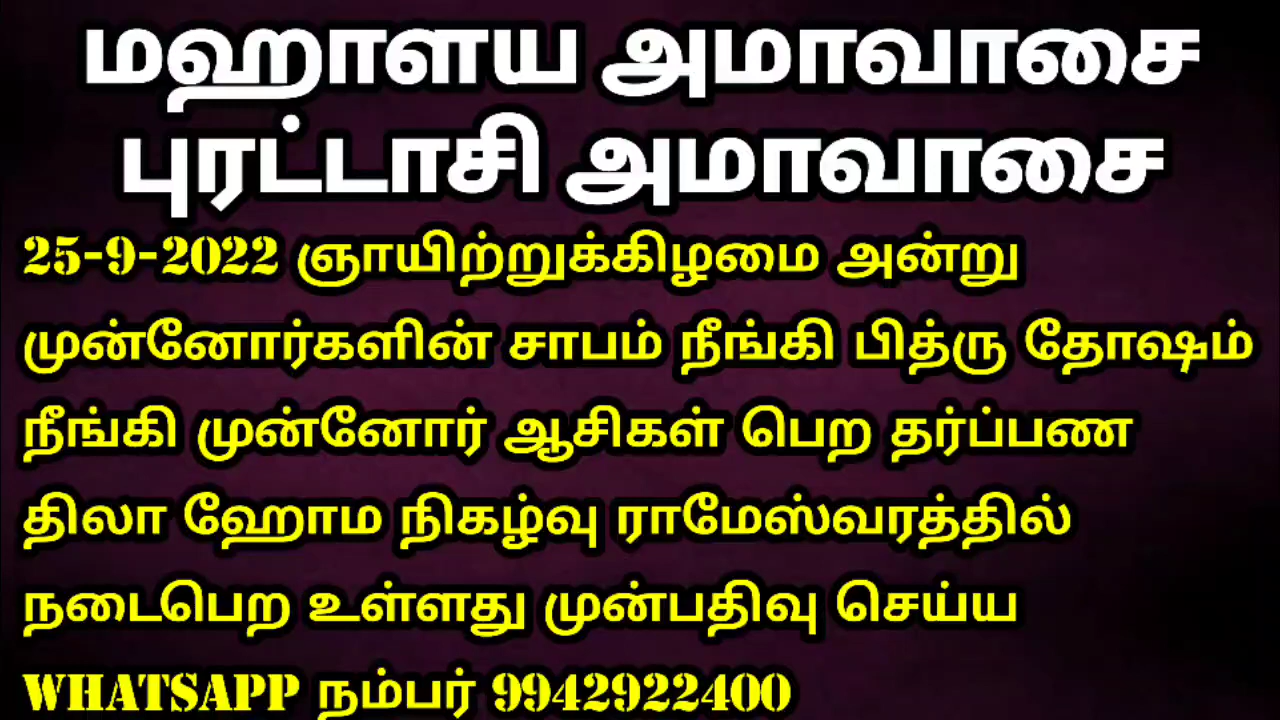 மஹாளய அமாவாசை
புரட்டாசி அமாவாசை
25-9-2022 ஞாயிற்றுக்கிழமை அன்று
முன்னோர்களின் சாபம் நீங்கி பித்ரு தோஷம்
நீங்கி முன்னோர் ஆசிகள் பெற தர்ப்பண
திலா ஹோம நிகழ்வு ராமேஸ்வரத்தில்
நடைபெற உள்ளது முன்பதிவு செய்ய
WHATSAPP நம்பர் 9942922400